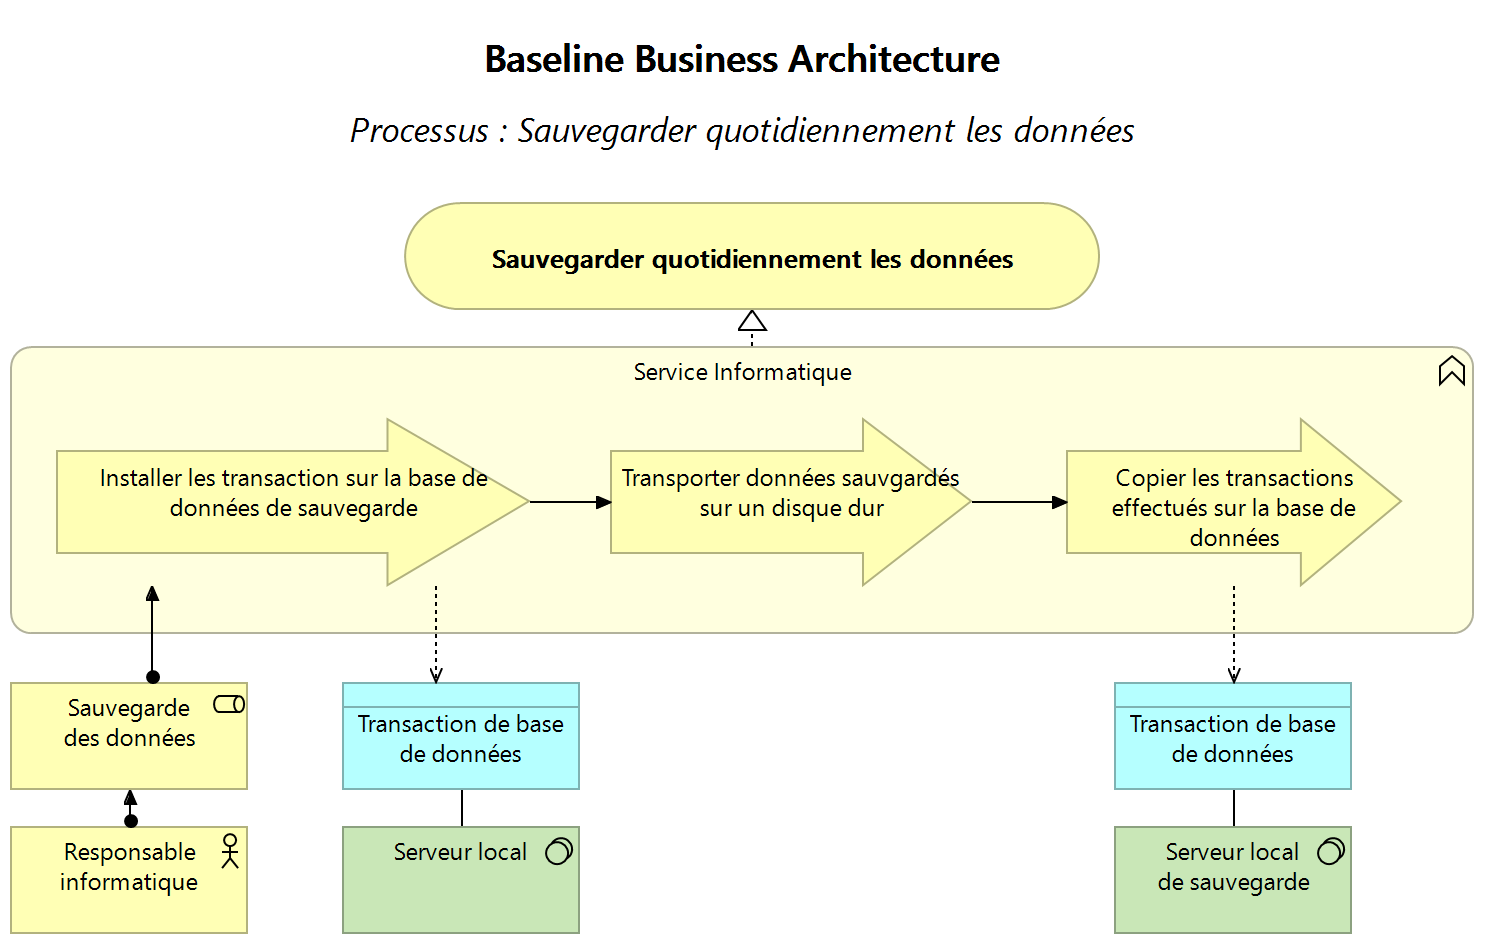 Baseline Business Architecture
Processus : Sauvegarder quotidiennement les données
Sauvegarder quotidiennement les données
Service Informatique
Installer les transaction sur la base de
données de sauvegarde
Transporter données sauvgardés
sur un disque dur
Copier les transactions
effectués sur la base de
données
Sauvegarde
des données
Transaction de base
de données
Transaction de base
de données
Responsable
informatique
Serveur local
Serveur local
de sauvegarde